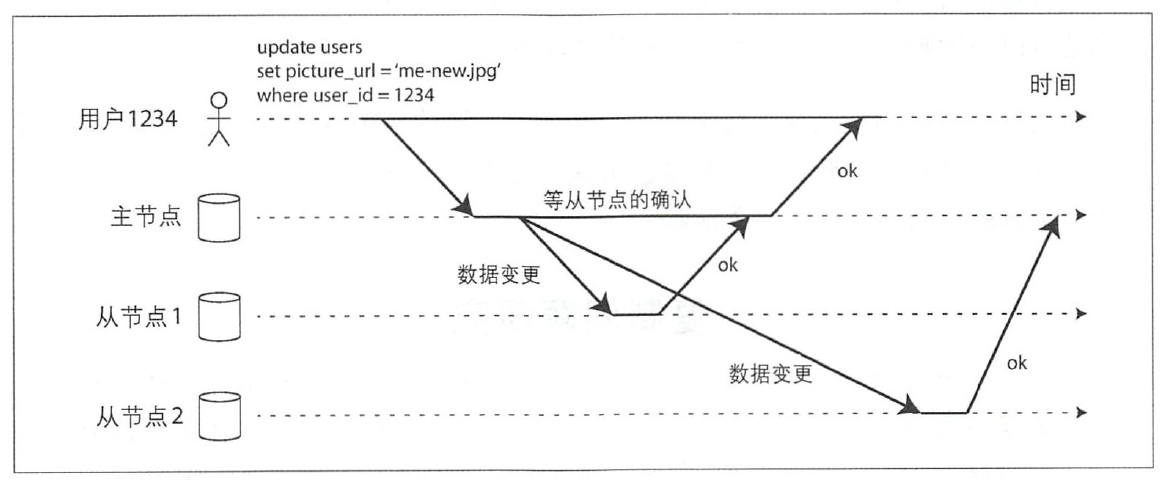 update users
set picture_url = ‘me-new.jpg’
where user_id = 1234
时间
用户1234
ok
等从节点的确认
主节点
数据变更
ok
从节点1
数据变更
ok
从节点2